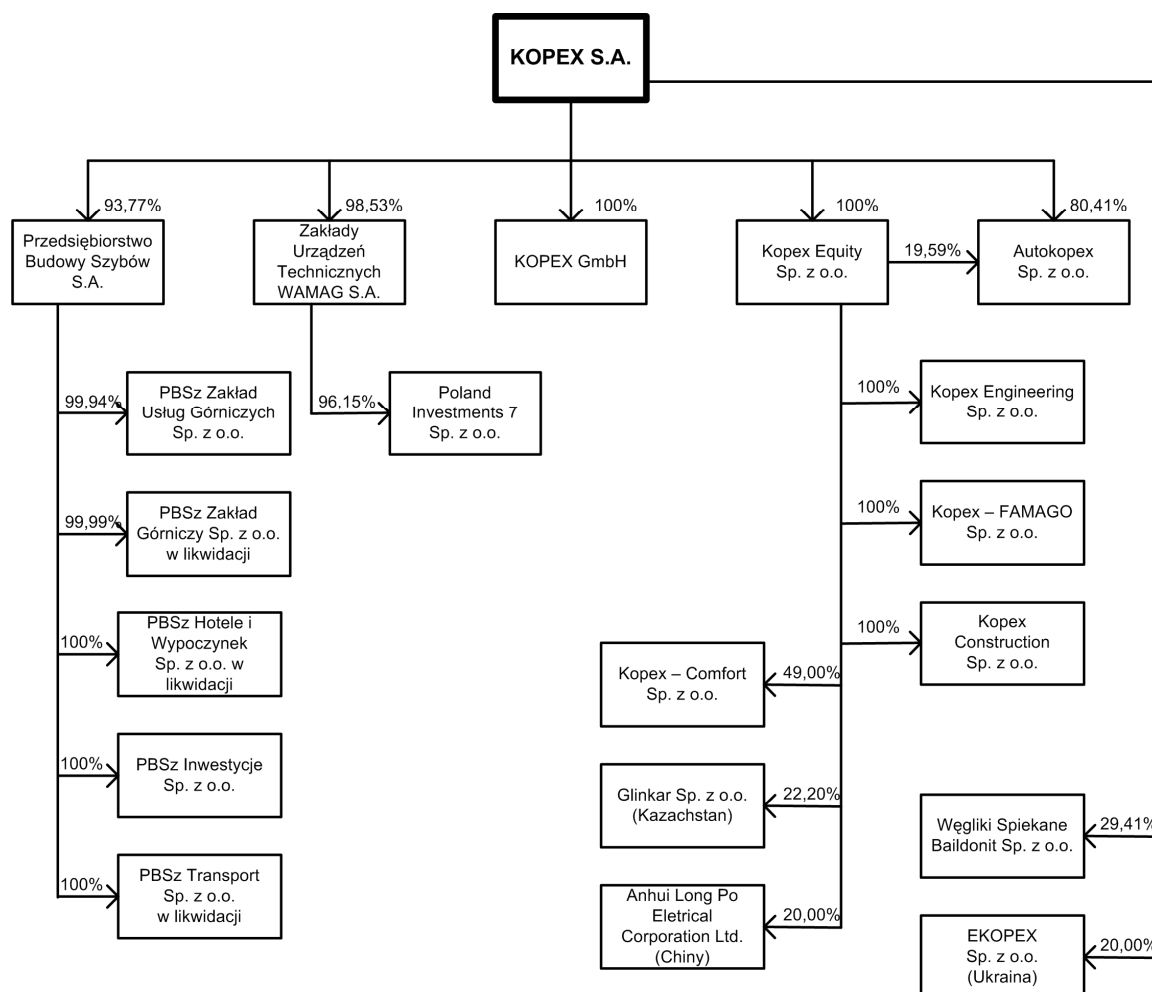 KOPEX S.A.
93,77%
98,53%
100%
100%
80,41%
Przedsiębiorstwo
Budowy Szybów
S.A.
Zakłady
Urządzeń
Technicznych
WAMAG S.A.
KOPEX GmbH
Kopex Equity
Sp. z o.o.
19,59%
Autokopex
Sp. z o.o.
99,94%
PBSz Zakład
Usług Górniczych
Sp. z o.o.
96,15%
Poland
Investments 7
Sp. z o.o.
100%
Kopex Engineering
Sp. z o.o.
99,99%
PBSz Zakład
Górniczy Sp. z o.o.
w likwidacji
100%
Kopex – FAMAGO
Sp. z o.o.
100%
PBSz Hotele i
Wypoczynek
Sp. z o.o. w
likwidacji
100%
Kopex
Construction
Sp. z o.o.
Kopex – Comfort
Sp. z o.o.
49,00%
100%
PBSz Inwestycje
Sp. z o.o.
Glinkar Sp. z o.o.
(Kazachstan)
22,20%
Węgliki Spiekane
Baildonit Sp. z o.o.
29,41%
100%
PBSz Transport
Sp. z o.o.
w likwidacji
Anhui Long Po
Eletrical
Corporation Ltd.
(Chiny)
20,00%
EKOPEX
Sp. z o.o.
(Ukraina)
20,00%